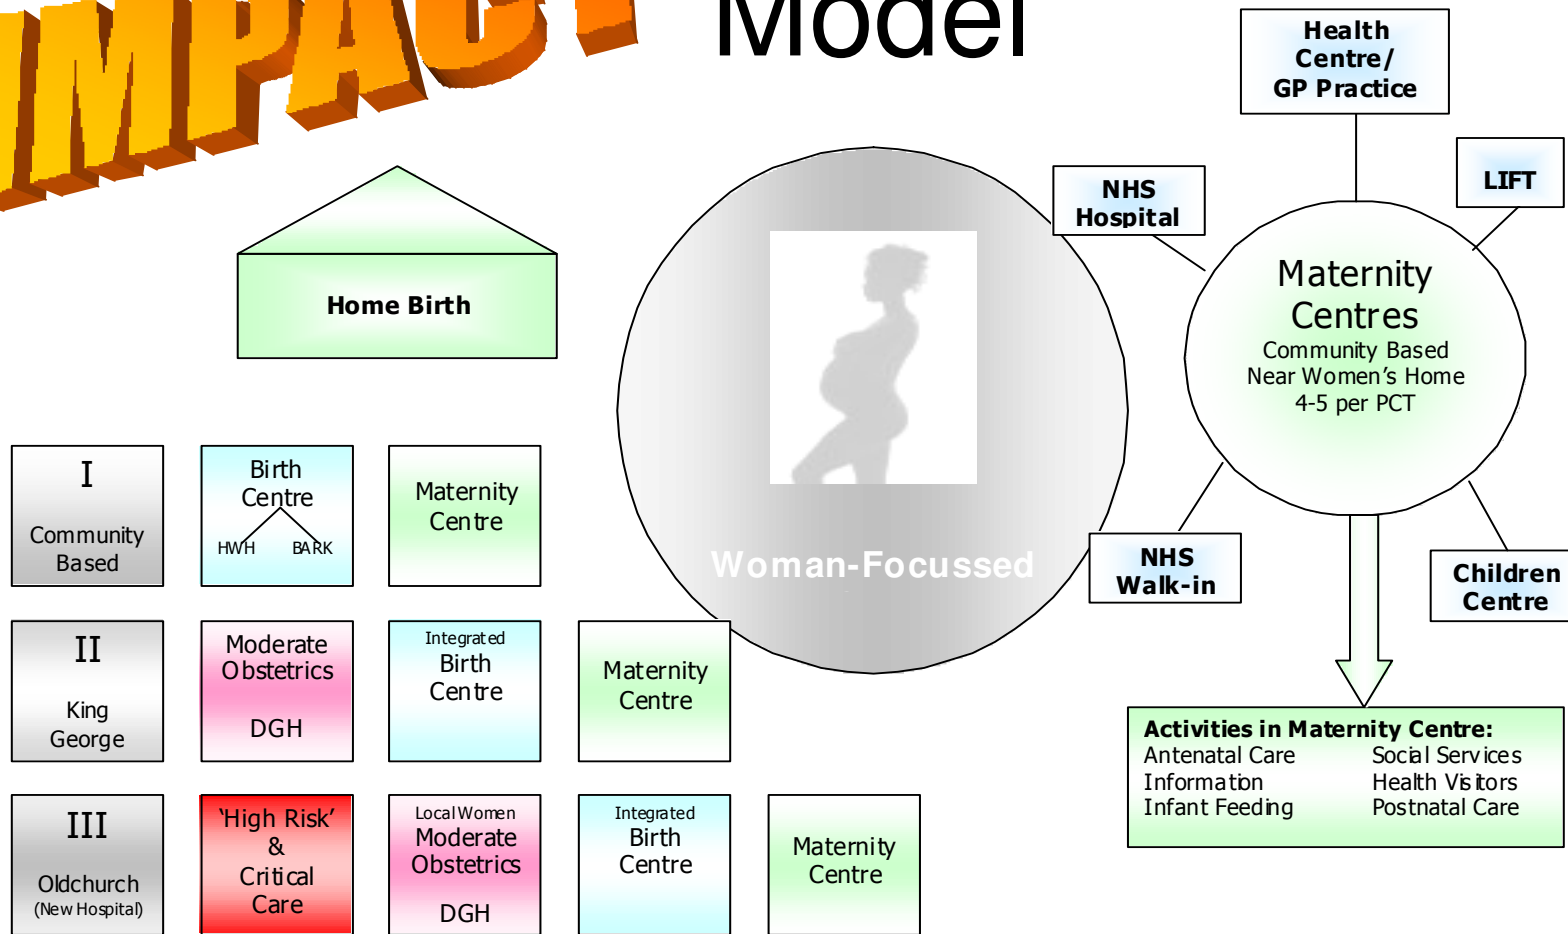 IMPACT
Model
Health
Centre/
GP Practice
NHS
Hospital
LIFT
Home Birth
Maternity
Centres
Community Based
Near Women’s Home
4-5 per PCT
Woman-Focussed
NHS
Walk-in
Children
Centre
I
Community
Based
Birth
Centre
HWH BARK
Maternity
Centre
II
King
George
Moderate
Obstetrics
DGH
Integrated
Birth
Centre
Maternity
Centre
III
Oldchurch
(New Hospital)
‘High Risk’
&
Critical
Care
Local Women
Moderate
Obstetrics
DGH
Integrated
Birth
Centre
Maternity
Centre
Activities in Maternity Centre:
Antenatal Care Social Services
Information Health Visitors
Infant Feeding Postnatal Care